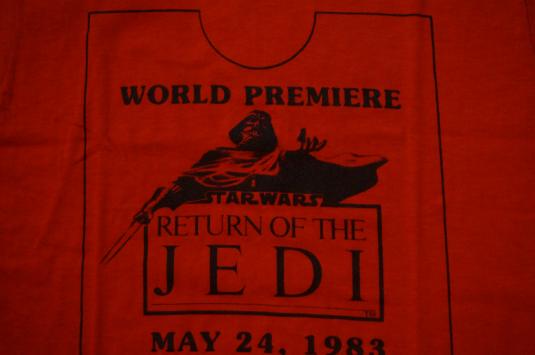 WORLD PREMIERE
STAR WARS
RETURN OF THE
JEDI
TM
MAY 24, 1983